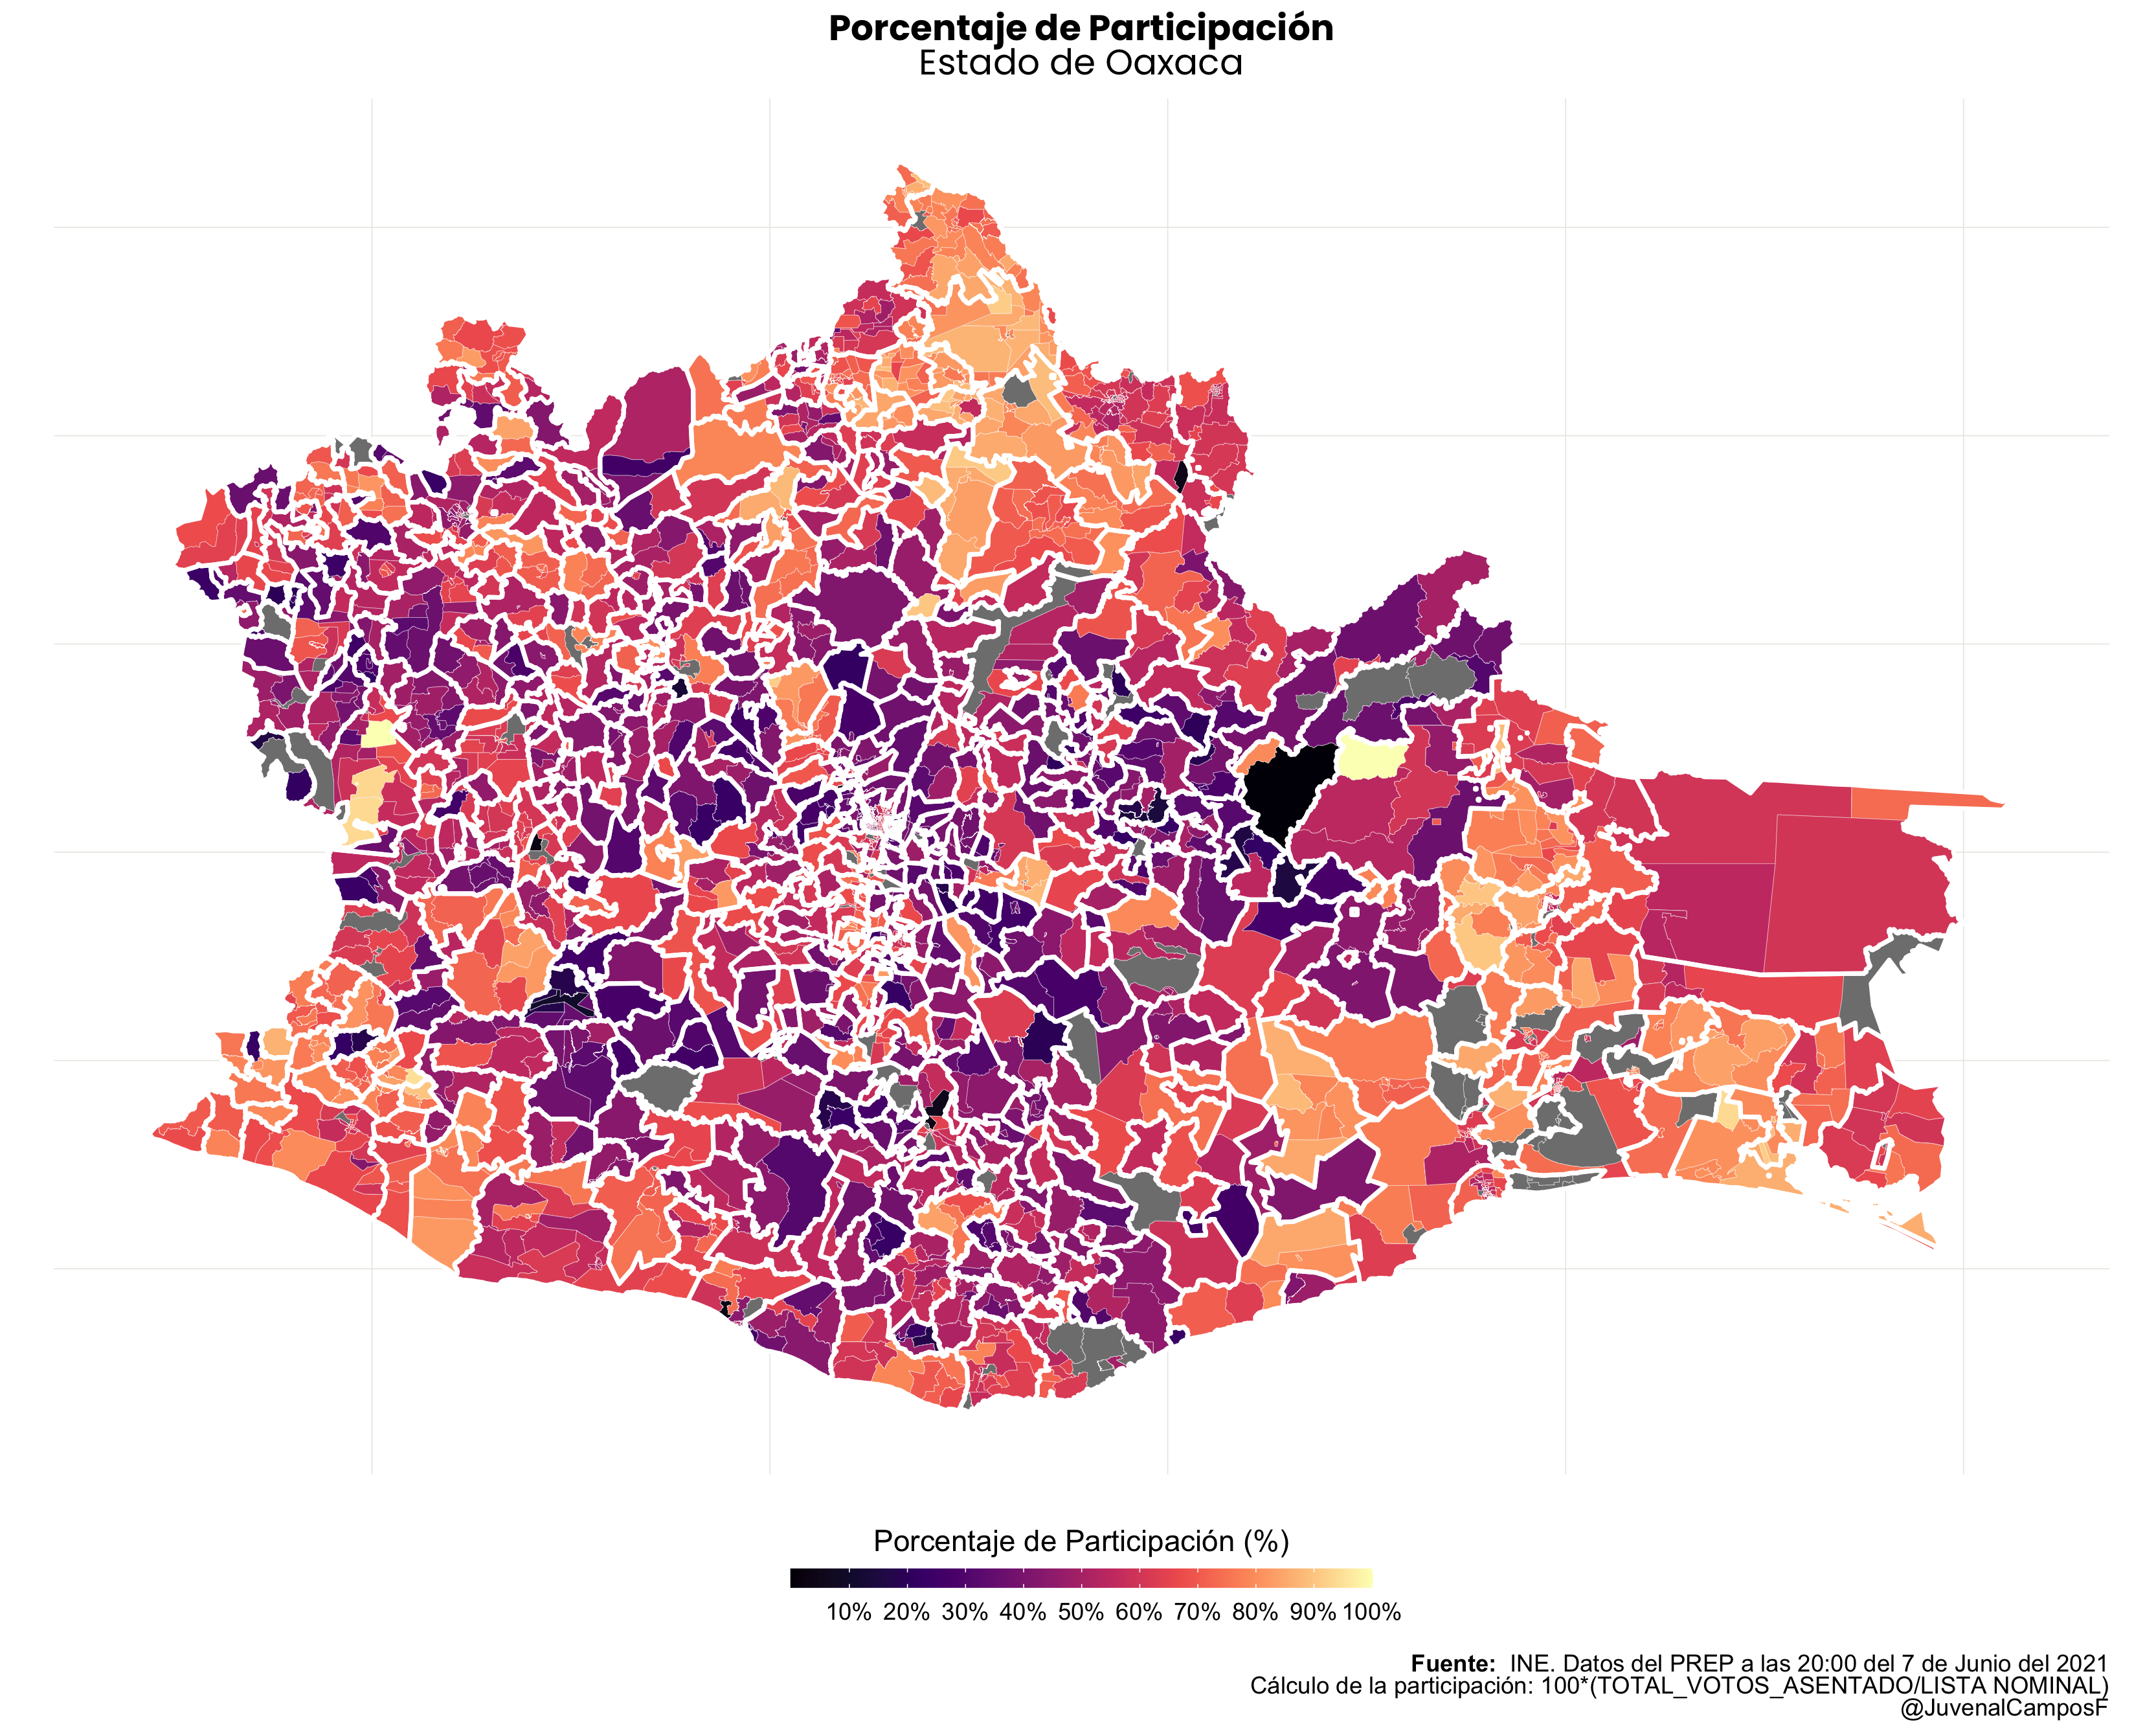 Porcentaje de Participación
Estado de Oaxaca
Porcentaje de Participación (%)
10% 20% 30% 40% 50% 60% 70% 80% 90% 100%
Fuente: INE. Datos del PREP a las 20:00 del 7 de Junio del 2021
Cálculo de la participación: 100*(TOTAL_VOTOS_ASENTADO/LISTA NOMINAL)
@JuvenalCamposF